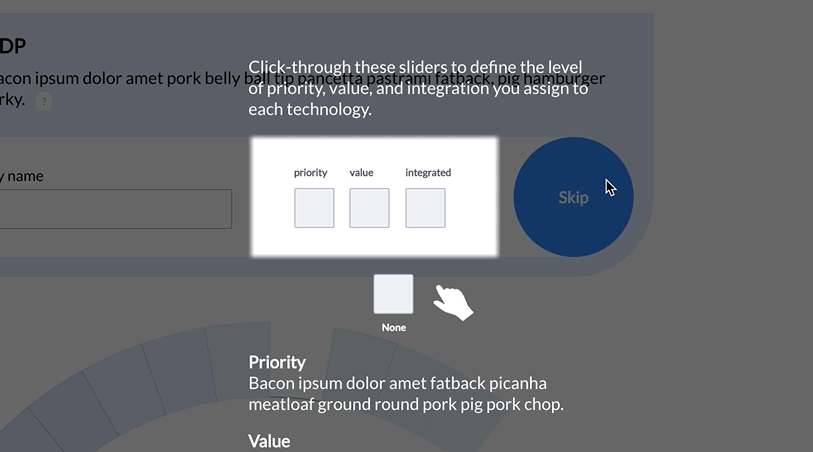 DP
acon ipsum dolor amet pork belly ball tip pancetta pastrami fatback, pig hamburger
rky. ?
Click-through these sliders to define the level
of priority, value, and integration you assign to
each technology.
y name
priority value integrated
Skip
None
Priority
Bacon ipsum dolor amet fatback picanha
meatloaf ground round pork pig pork chop.
Value